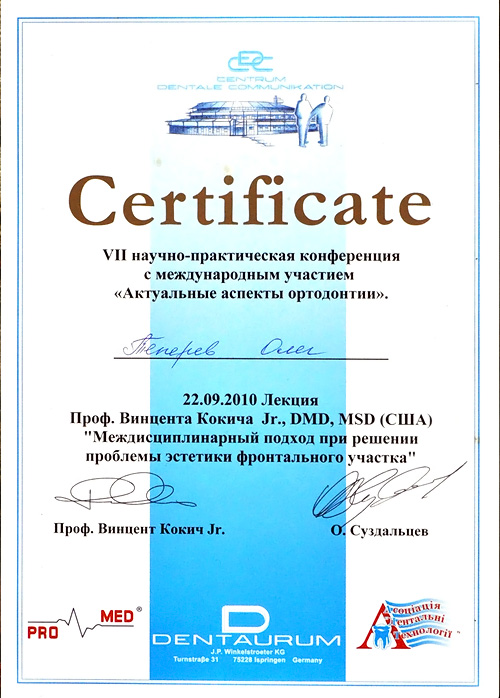 CDC
CENTRUM
DENTALE COMMUNIKATION
Certificate
VII научно-практическая конференция
с международным участием
«Актуальные аспекты ортодонтии».
Теперев Олег
22.09.2010 Лекция
Проф. Винцента Кокича Jr., DMD, MSD (США)
"Междисциплинарный подход при решении
проблемы эстетики фронтального участка"
Проф. Винцент Кокич Jr.
О. Суздальцев
PRO MED®
D
DENTAURUM
J.P. Winkelstroeter KG
Turnstraße 31 75228 Ispringen Germany
Асоціація
Дентальні
Технології